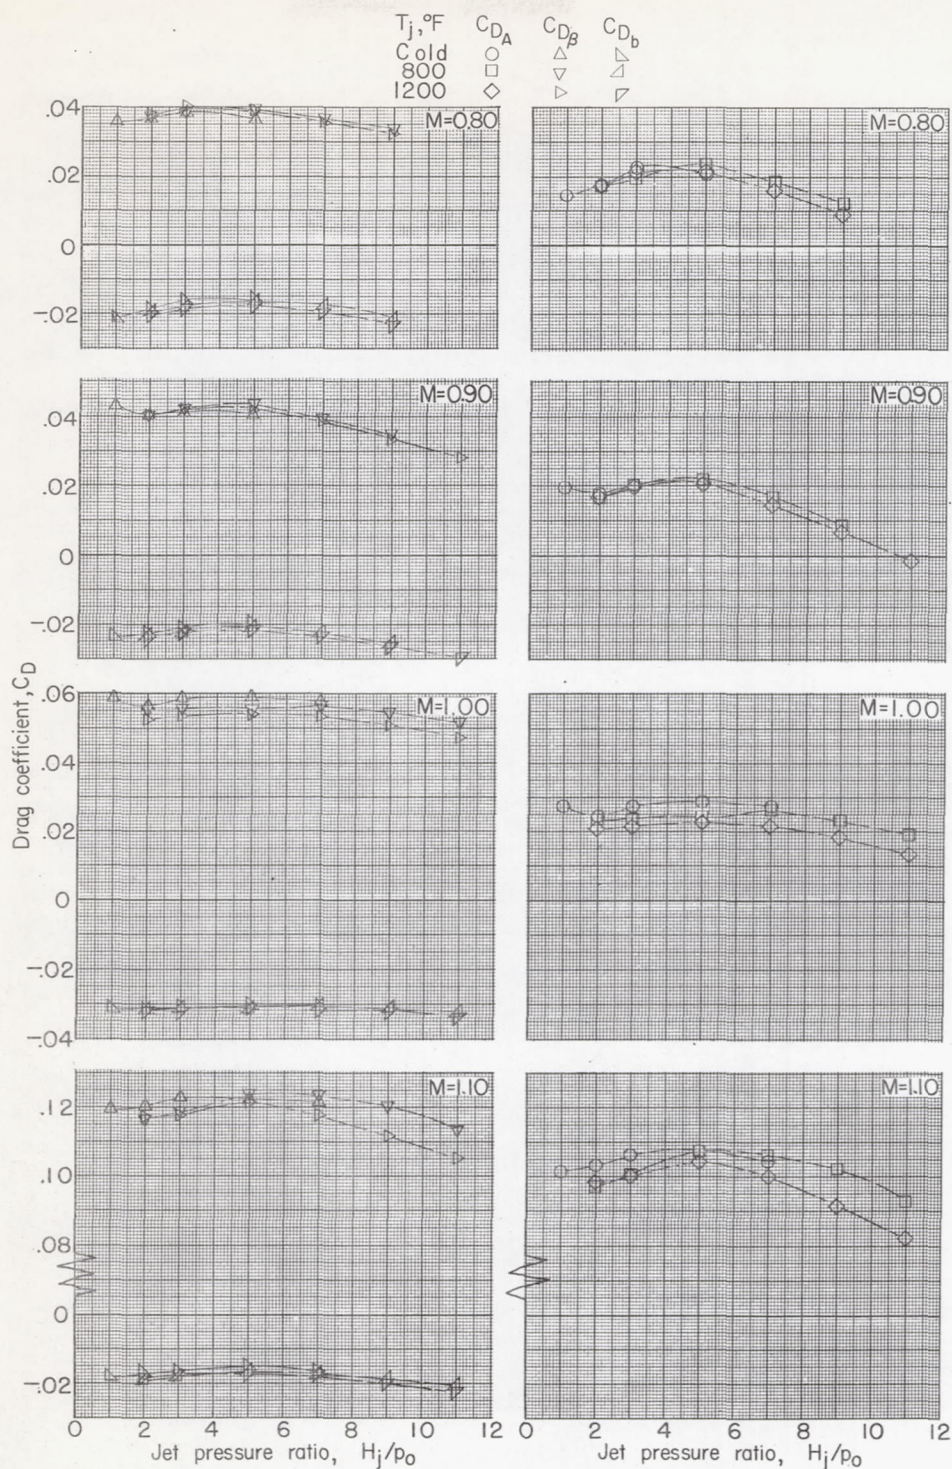 Tj,°F CDA CDβ CDb
Cold
800
1200
.04 M=0.80 M=0.80
.02
0
-.02
M=0.90 M=0.90
.04
.02
0
-.02
Drag coefficient, CD
.06 M=1.00 M=1.00
.04
.02
0
-.02
-.04
M=1.10 M=1.10
.12
.10
.08
0
-.02
0 2 4 6 8 10 12 0 2 4 6 8 10 12
Jet pressure ratio, Hj/po Jet pressure ratio, Hj/po